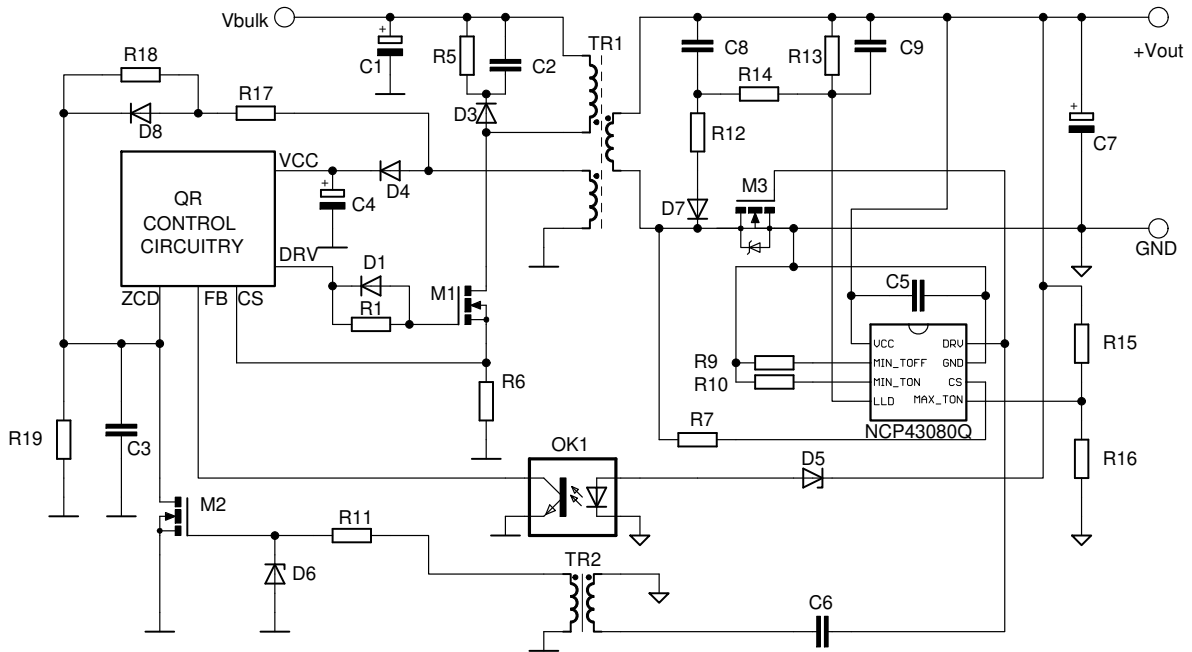 Vbulk
R5
C2
C1
TR1
C8
R13
C9
+Vout
R18
R17
D8
D3
R14
R12
C7
VCC
QR
CONTROL
CIRCUITRY
D4
C4
M3
D7
GND
DRV
D1
M1
ZCD
FB
CS
R1
C5
VCC
DRV
MIN_TOFF
GND
MIN_TON
CS
LLD
MAX_TON
NCP43080Q
R9
R10
R15
R6
R7
R19
C3
OK1
D5
R16
M2
R11
D6
TR2
C6
+
+
+